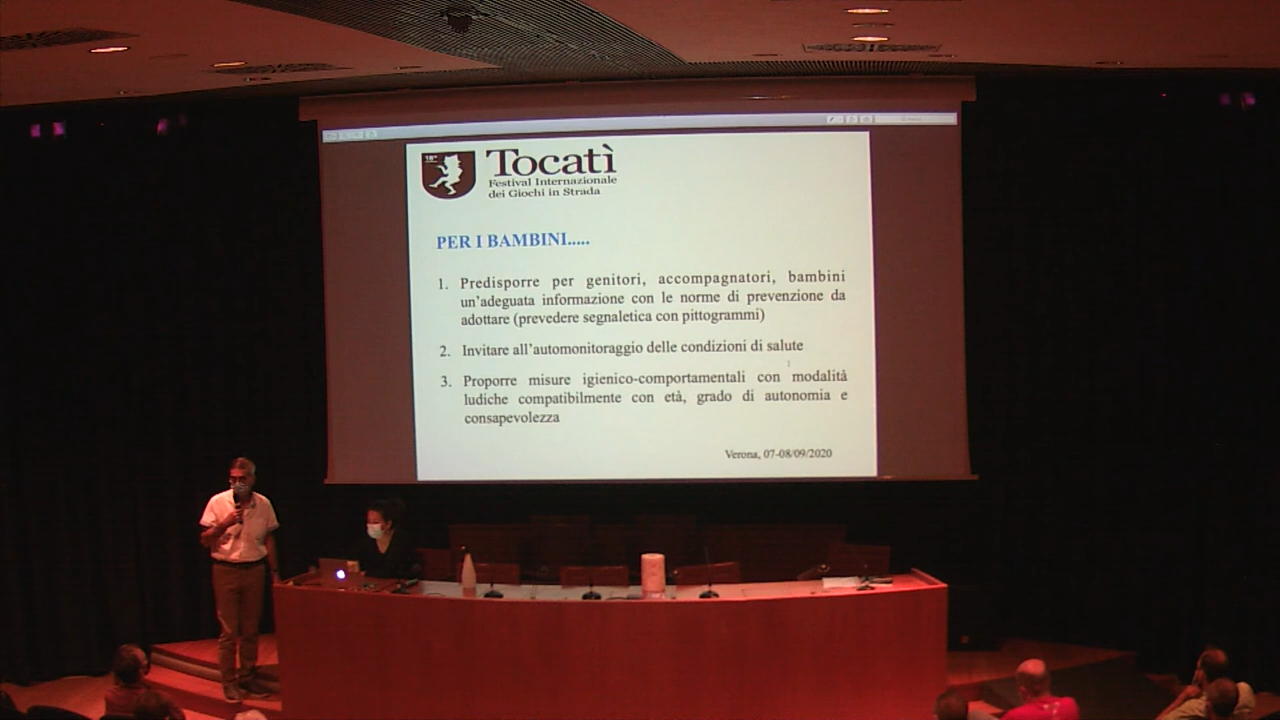 18°
Tocatì
Festival Internazionale
dei Giochi in Strada
PER I BAMBINI.....
1. Predisporre per genitori, accompagnatori, bambini
un'adeguata informazione con le norme di prevenzione da
adottare (prevedere segnaletica con pittogrammi)
2. Invitare all'automonitoraggio delle condizioni di salute
3. Proporre misure igienico-comportamentali con modalità
ludiche compatibilmente con età, grado di autonomia e
consapevolezza
Verona, 07-08/09/2020